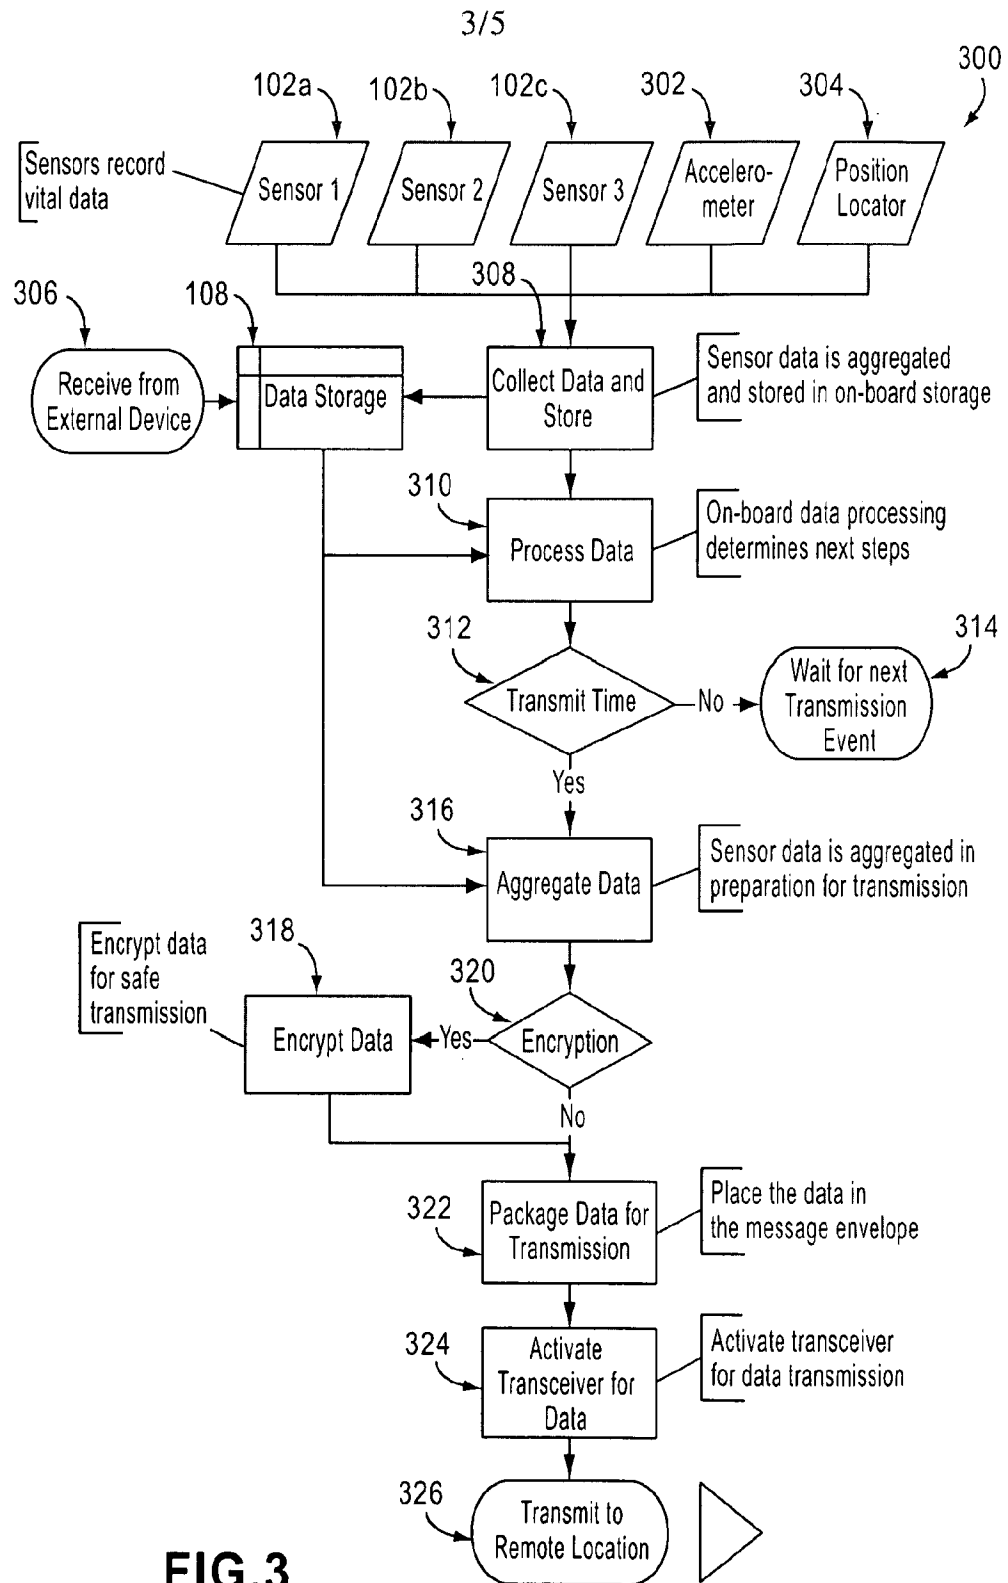 3/5
300
102a
102b
102c
302
304
Sensors record
vital data
Sensor 1
Sensor 2
Sensor 3
Accelero-
meter
Position
Locator
306
108
308
Receive from
External Device
Data Storage
Collect Data and
Store
Sensor data is aggregated
and stored in on-board storage
310
Process Data
On-board data processing
determines next steps
312
Transmit Time
No
314
Wait for next
Transmission
Event
Yes
316
Aggregate Data
Sensor data is aggregated in
preparation for transmission
Encrypt data
for safe
transmission
318
320
Encrypt Data
Yes
Encryption
No
322
Package Data for
Transmission
Place the data in
the message envelope
324
Activate
Transceiver for
Data
Activate transceiver
for data transmission
326
Transmit to
Remote Location
FIG.3